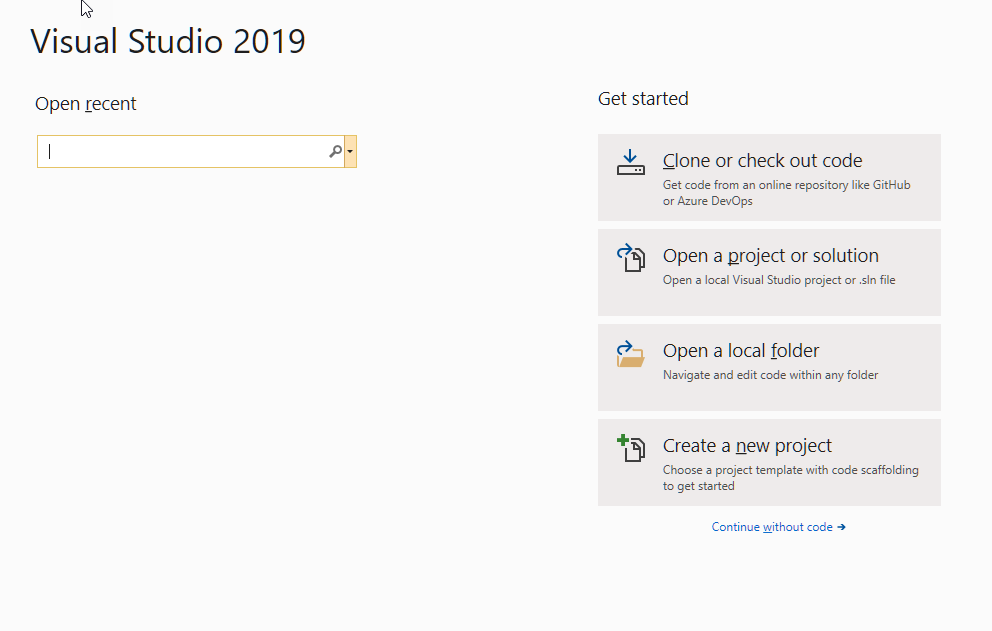 Visual Studio 2019
Open recent
Get started
Clone or check out code
Get code from an online repository like GitHub
or Azure DevOps
Open a project or solution
Open a local Visual Studio project or .sln file
Open a local folder
Navigate and edit code within any folder
Create a new project
Choose a project template with code scaffolding
to get started
Continue without code →